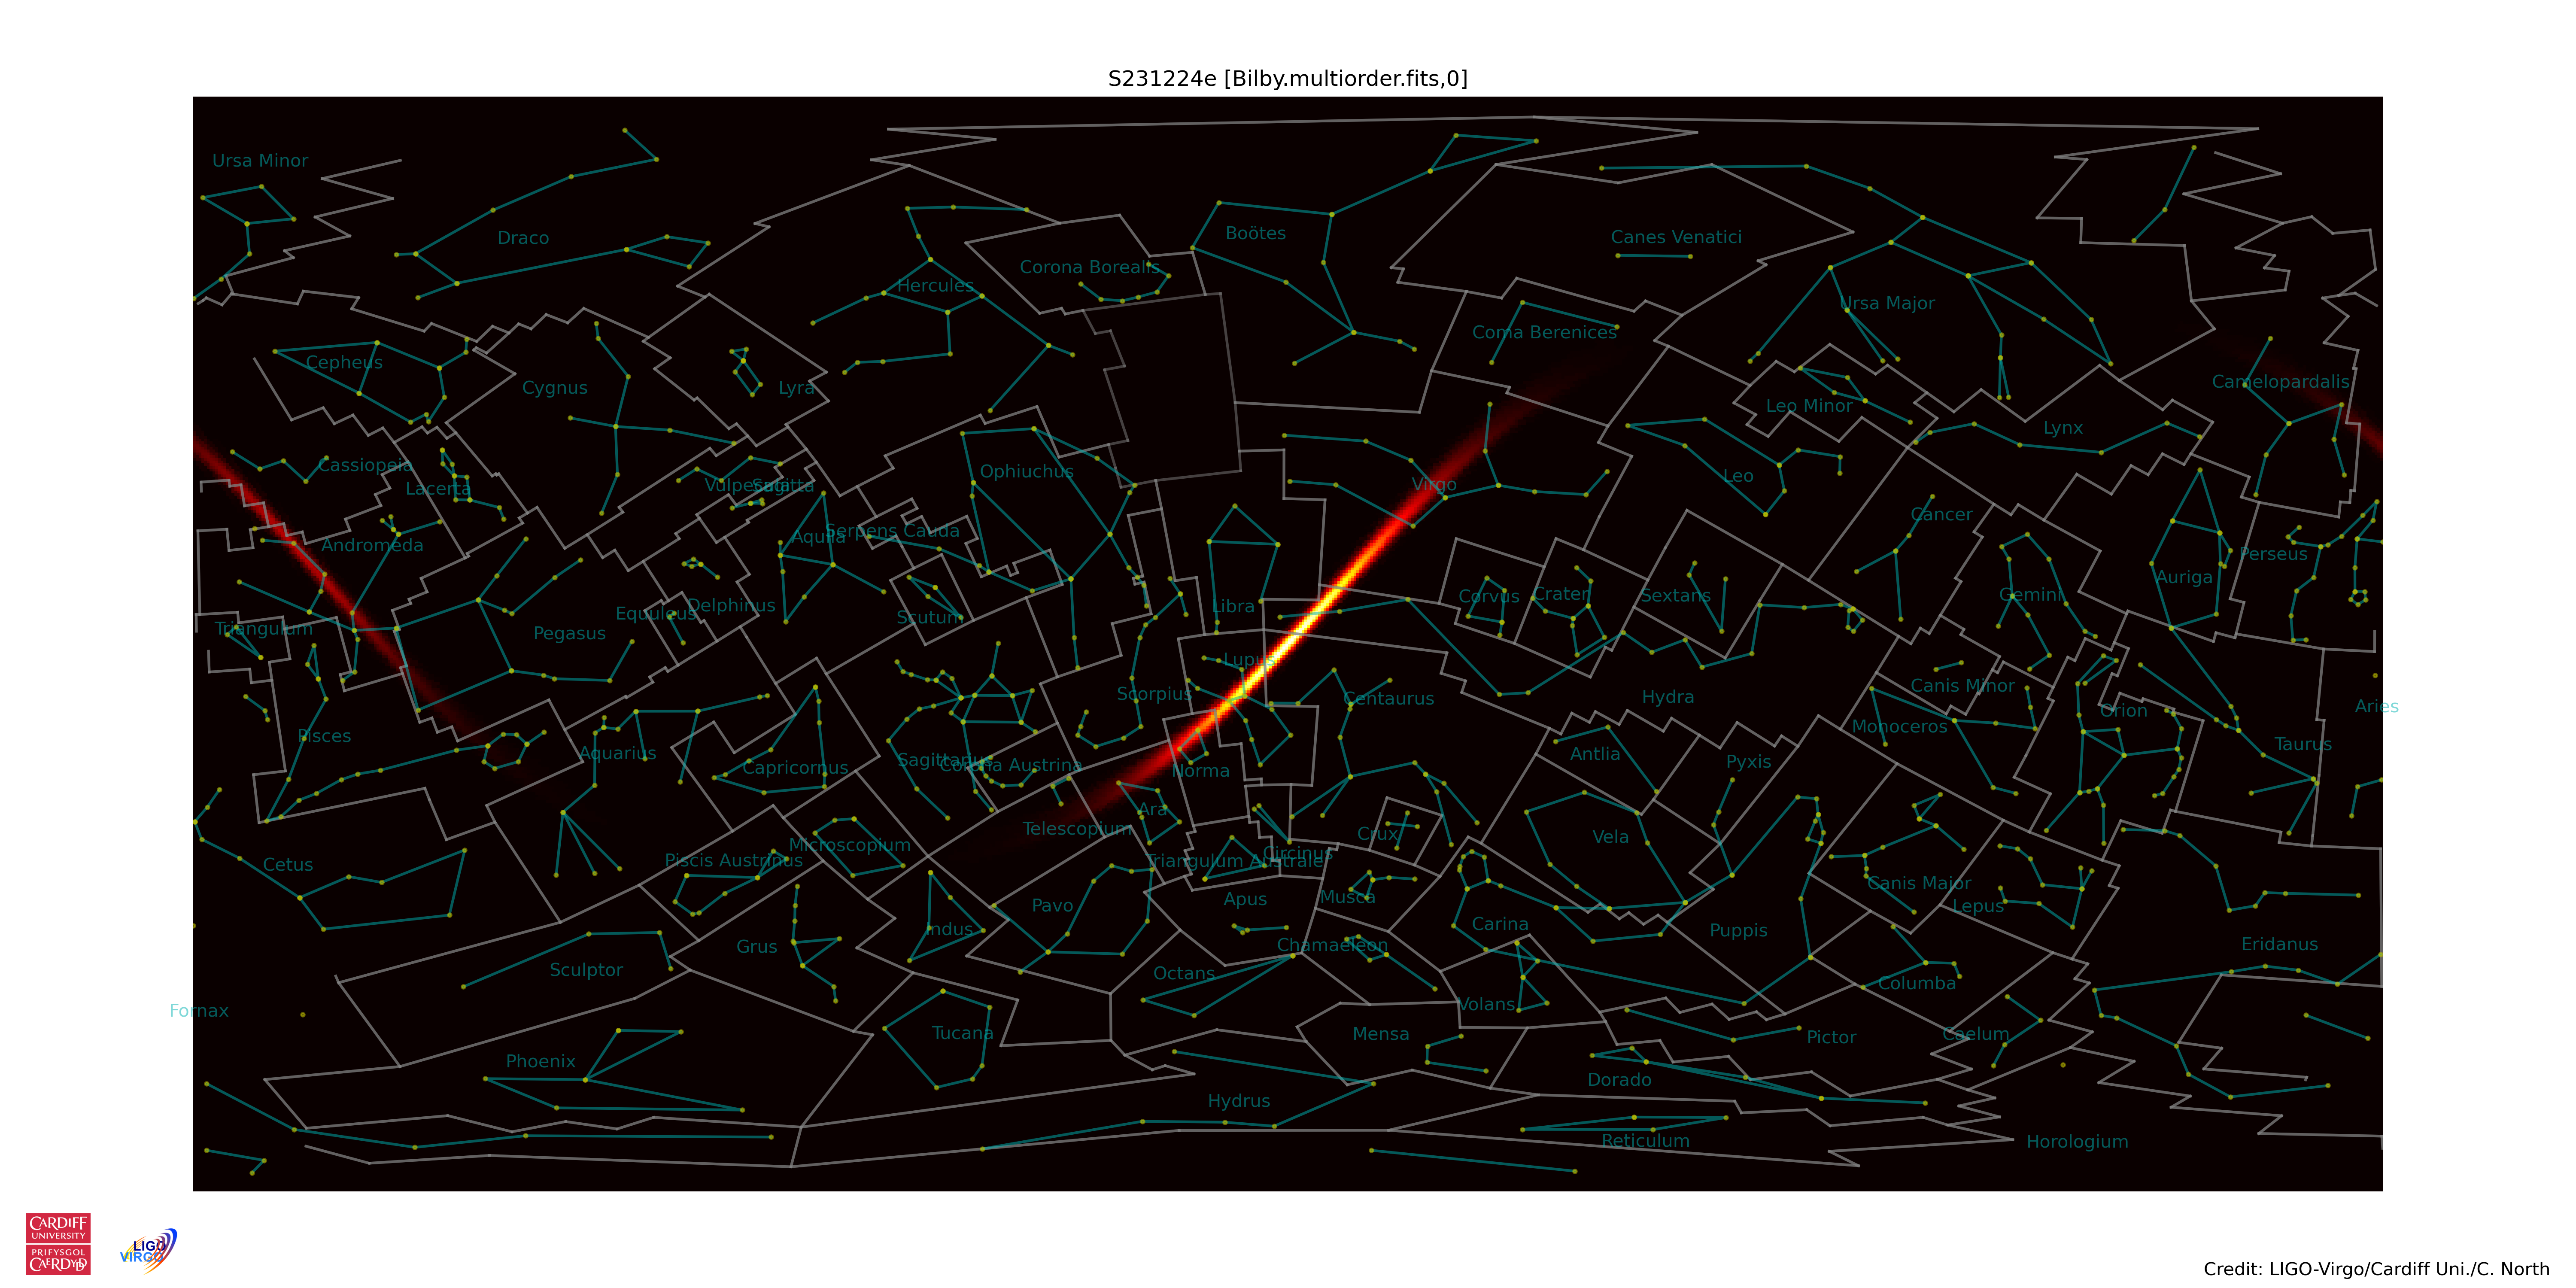 S231224e [Bilby.multiorder.fits,0]
Ursa Minor
Draco
Boötes
Canes Venatici
Corona Borealis
Hercules
Ursa Major
Coma Berenices
Cepheus
Cygnus
Lyra
Camelopardalis
Leo Minor
Lynx
Cassiopeia
Ophiuchus
Leo
Lacerta
Vulpecula
Sagitta
Virgo
Cancer
Andromeda
Aquila
Serpens Cauda
Perseus
Auriga
Triangulum
Pegasus
Equuleus
Delphinus
Scutum
Libra
Corvus
Crater
Sextans
Gemini
Lupus
Scorpius
Centaurus
Hydra
Canis Minor
Orion
Aries
Pisces
Aquarius
Capricornus
Sagittarius
Corona Austrina
Norma
Antlia
Pyxis
Monoceros
Taurus
Ara
Telescopium
Crux
Vela
Cetus
Piscis Austrinus
Microscopium
Triangulum Australe
Circinus
Canis Major
Lepus
Pavo
Apus
Musca
Carina
Puppis
Indus
Grus
Chamaeleon
Eridanus
Sculptor
Octans
Columba
Fornax
Volans
Tucana
Mensa
Pictor
Caelum
Phoenix
Dorado
Hydrus
Reticulum
Horologium
CARDIFF
UNIVERSITY
PRIFYSGOL
CAERDYDD
LIGO
VIRGO
Credit: LIGO-Virgo/Cardiff Uni./C. North